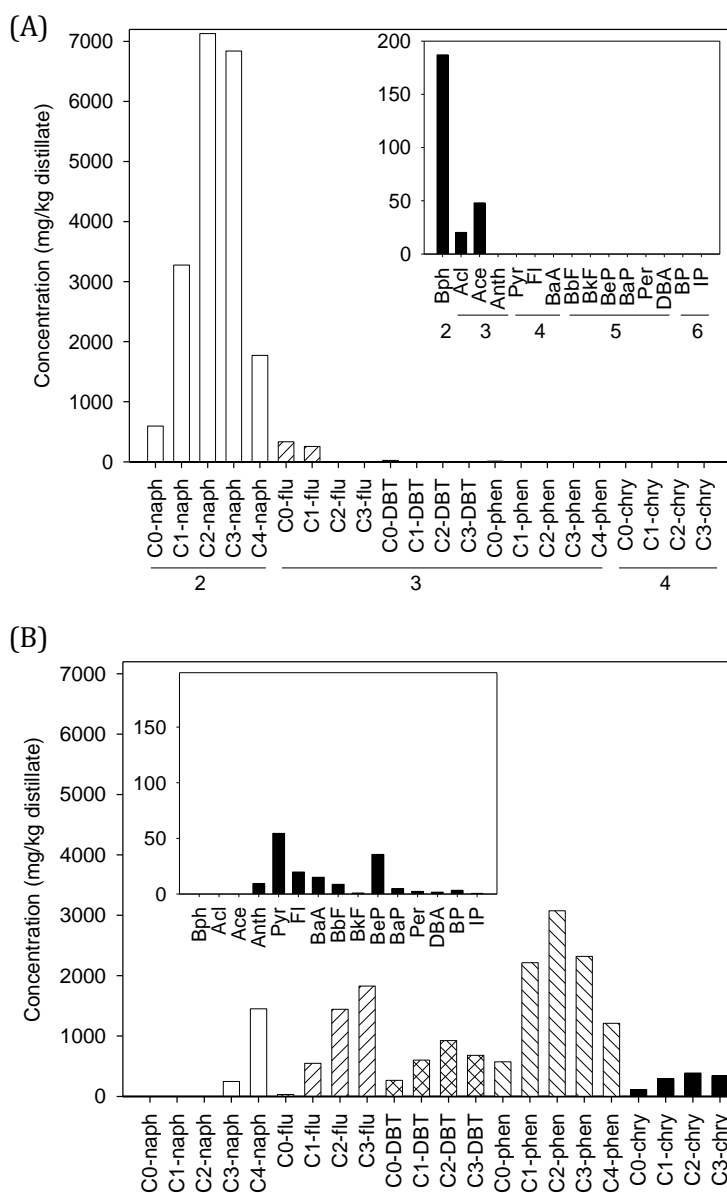 (A)
Concentration (mg/kg distillate)
7000
6000
5000
4000
3000
2000
1000
0
200
150
100
50
0
Bph
Acl
Ace
Anth
Pyr
Fl
BaA
BbF
BkF
BeP
BaP
Per
DBA
BP
IP
2 3 4 5 6
C0-naph
C1-naph
C2-naph
C3-naph
C4-naph
C0-flu
C1-flu
C2-flu
C3-flu
C0-DBT
C1-DBT
C2-DBT
C3-DBT
C0-phen
C1-phen
C2-phen
C3-phen
C4-phen
C0-chry
C1-chry
C2-chry
C3-chry
2 3 4
(B)
Concentration (mg/kg distillate)
7000
6000
5000
4000
3000
2000
1000
0
150
100
50
0
Bph
Acl
Ace
Anth
Pyr
Fl
BaA
BbF
BkF
BeP
BaP
Per
DBA
BP
IP
C0-naph
C1-naph
C2-naph
C3-naph
C4-naph
C0-flu
C1-flu
C2-flu
C3-flu
C0-DBT
C1-DBT
C2-DBT
C3-DBT
C0-phen
C1-phen
C2-phen
C3-phen
C4-phen
C0-chry
C1-chry
C2-chry
C3-chry